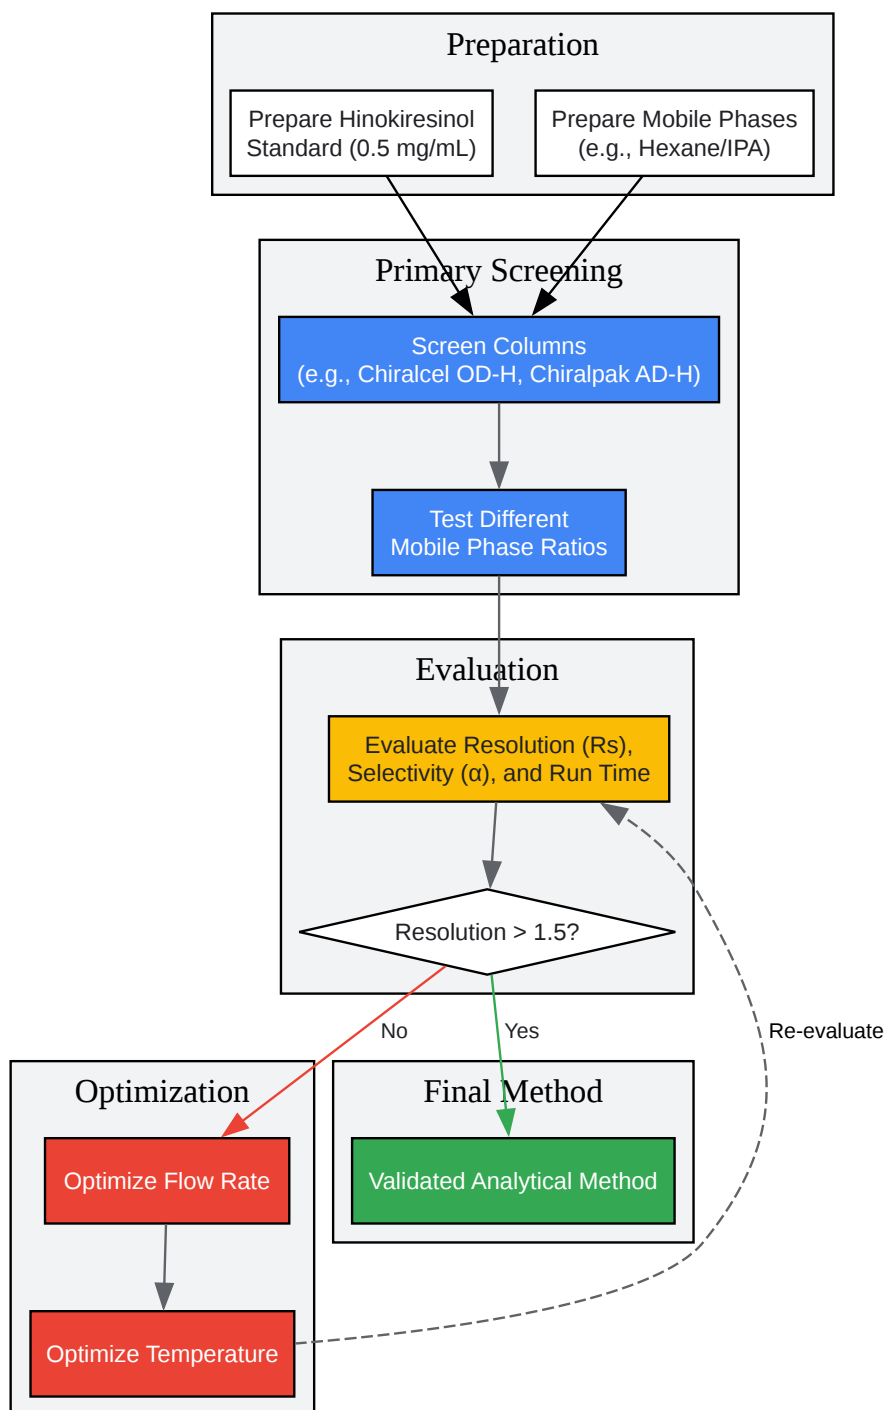 Preparation
Prepare Hinokiresinol
Standard (0.5 mg/mL)
Prepare Mobile Phases
(e.g., Hexane/IPA)
Primary Screening
Screen Columns
(e.g., Chiralcel OD-H, Chiralpak AD-H)
Test Different
Mobile Phase Ratios
Evaluation
Evaluate Resolution (Rs),
Selectivity (α), and Run Time
Resolution > 1.5?
No
Yes
Re-evaluate
Optimization
Final Method
Optimize Flow Rate
Validated Analytical Method
Optimize Temperature